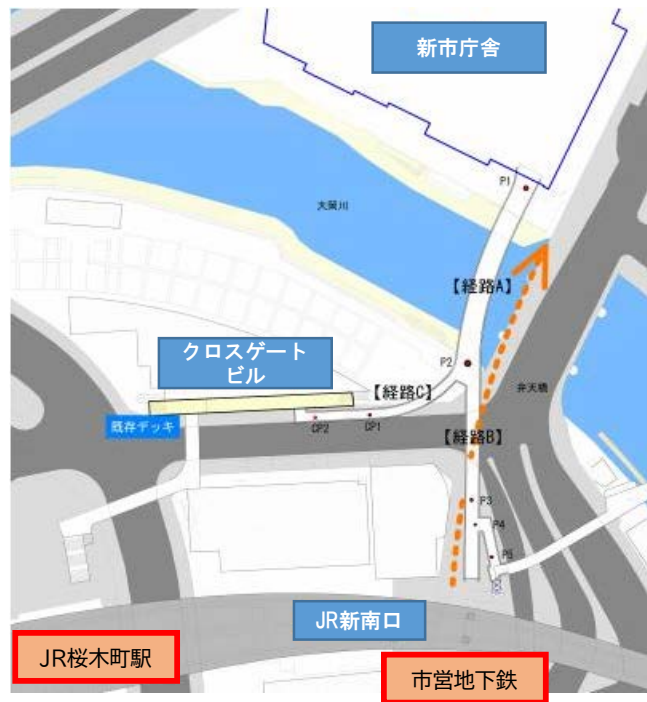 新市庁舎
P1
大岡川
【経路A】
クロスゲート
ビル
P2
【経路C】
弁天橋
既存デッキ
CP2
CP1
【経路B】
P3
P4
P5
JR新南口
JR桜木町駅
市営地下鉄